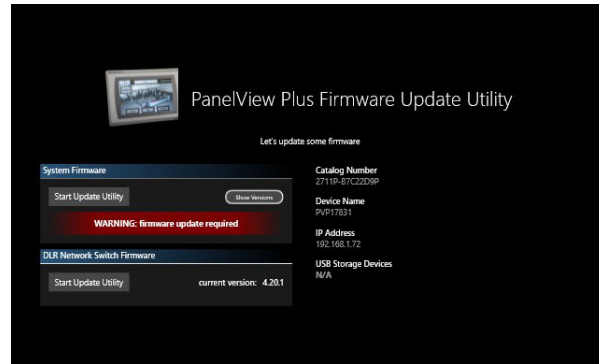 PanelView Plus Firmware Update Utility
Let's update some firmware
System Firmware
Start Update Utility
Show Versions
WARNING: firmware update required
DLR Network Switch Firmware
Start Update Utility
current version: 4.20.1
Catalog Number
2711P-B7C22D9P
Device Name
PVP17831
IP Address
192.168.1.72
USB Storage Devices
N/A